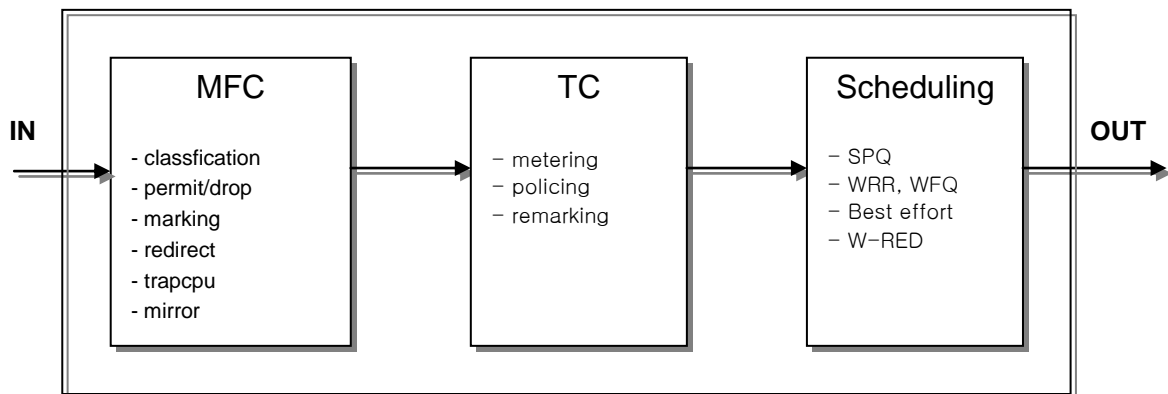 IN
MFC
- classfication
- permit/drop
- marking
- redirect
- trapcpu
- mirror
TC
- metering
- policing
- remarking
Scheduling
- SPQ
- WRR, WFQ
- Best effort
- W-RED
OUT